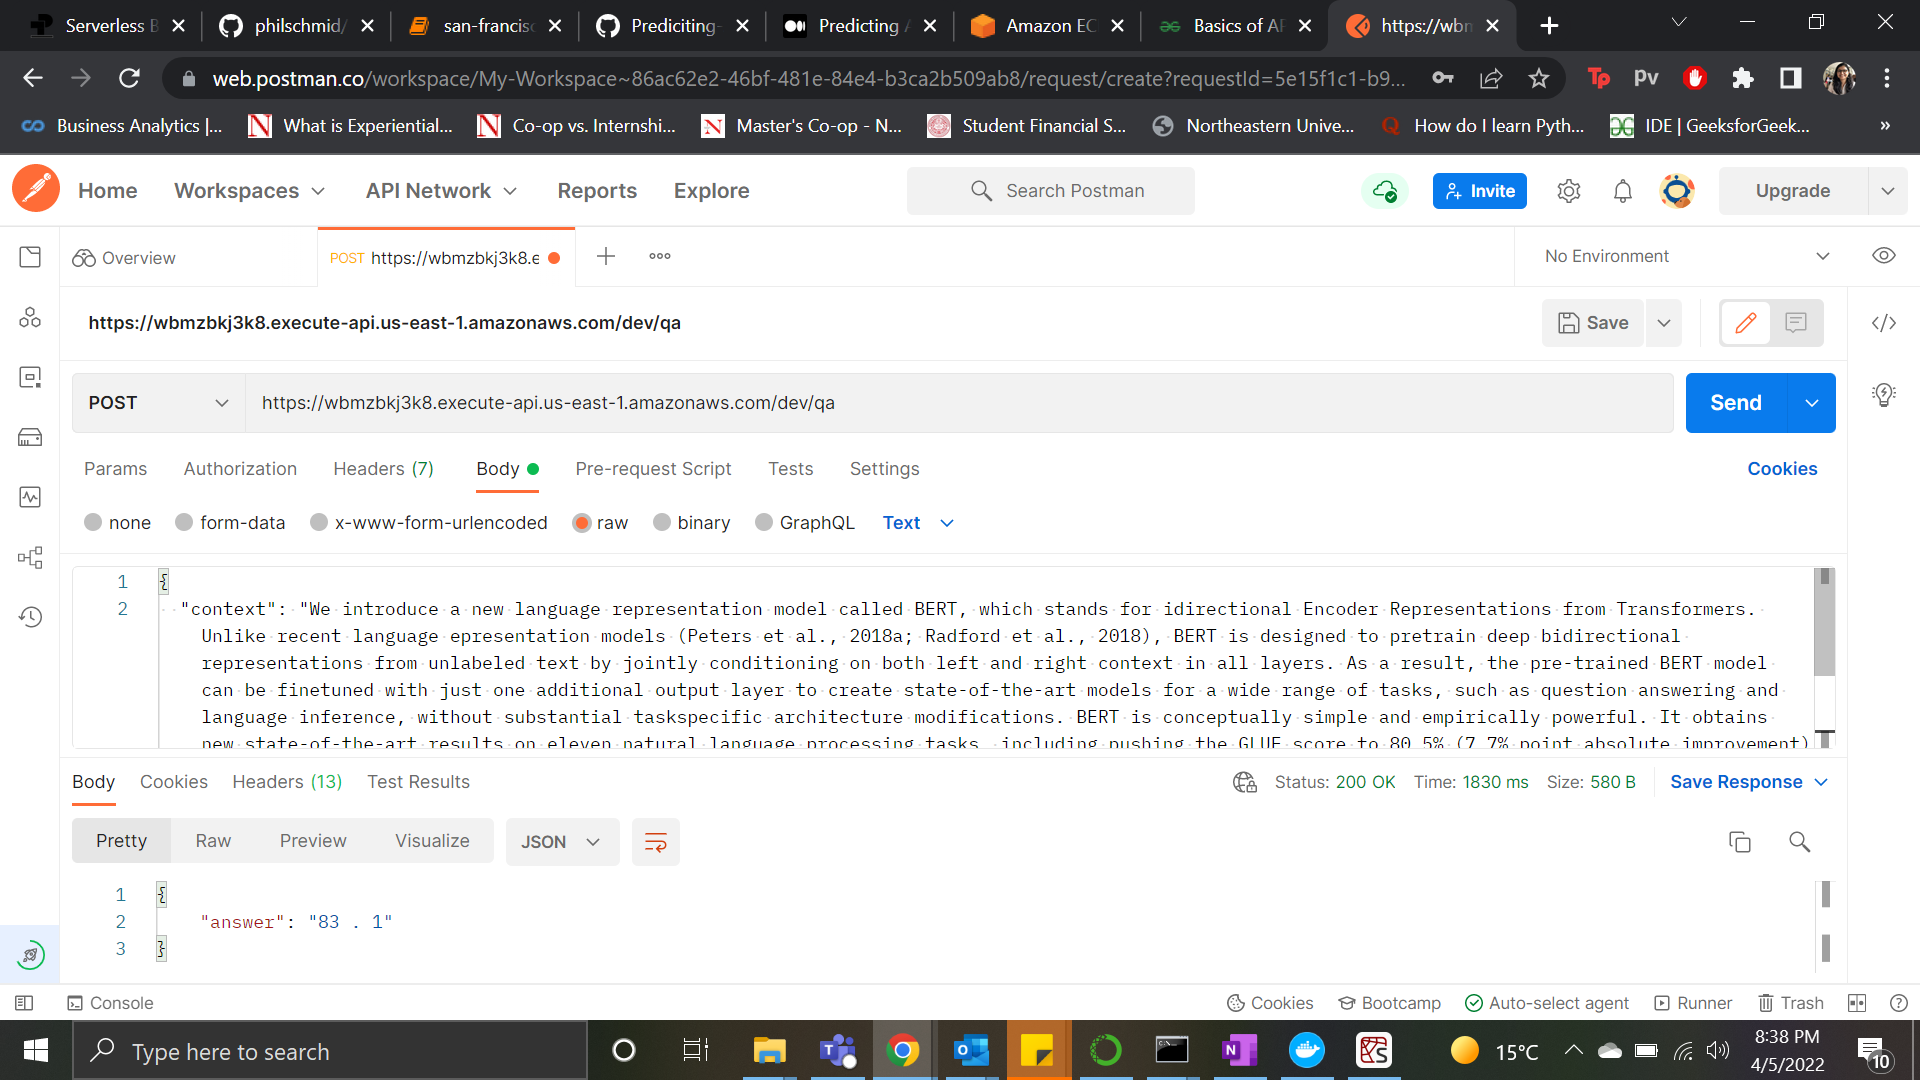 Serverless B
philschmid/
san-francisc
Prediciting-
Predicting A
Amazon EC
Basics of AP
https://wbm
web.postman.co/workspace/My-Workspace~86ac62e2-46bf-481e-84e4-b3ca2b509ab8/request/create?requestId=5e15f1c1-b9...
Tp
PV
Business Analytics |...
What is Experiential...
Co-op vs. Internshi...
Master's Co-op - N...
Student Financial S...
Northeastern Unive...
How do I learn Pyth...
IDE | GeeksforGeek...
»
Home
Workspaces
API Network
Reports
Explore
Search Postman
Invite
Upgrade
Overview
POST https://wbmzbkj3k8.e
No Environment
https://wbmzbkj3k8.execute-api.us-east-1.amazonaws.com/dev/qa
Save
POST
https://wbmzbkj3k8.execute-api.us-east-1.amazonaws.com/dev/qa
Send
Params
Authorization
Headers (7)
Body
Pre-request Script
Tests
Settings
Cookies
none
form-data
x-www-form-urlencoded
raw
binary
GraphQL
Text
1 {
2 "context": "We introduce a new language representation model called BERT, which stands for idirectional Encoder Representations from Transformers.
Unlike recent language epresentation models (Peters et al., 2018a; Radford et al., 2018), BERT is designed to pretrain deep bidirectional
representations from unlabeled text by jointly conditioning on both left and right context in all layers. As a result, the pre-trained BERT model
can be finetuned with just one additional output layer to create state-of-the-art models for a wide range of tasks, such as question answering and
language inference, without substantial taskspecific architecture modifications. BERT is conceptually simple and empirically powerful. It obtains
new state-of-the-art results on eleven natural language processing tasks, including pushing the GLUE score to 80.5% (7.7% point absolute improvement)
Body
Cookies
Headers (13)
Test Results
Status: 200 OK
Time: 1830 ms
Size: 580 B
Save Response
Pretty
Raw
Preview
Visualize
JSON
1 {
2 "answer": "83 . 1"
3 }
Console
Cookies
Bootcamp
Auto-select agent
Runner
Trash
Type here to search
15°C
8:38 PM
4/5/2022
10